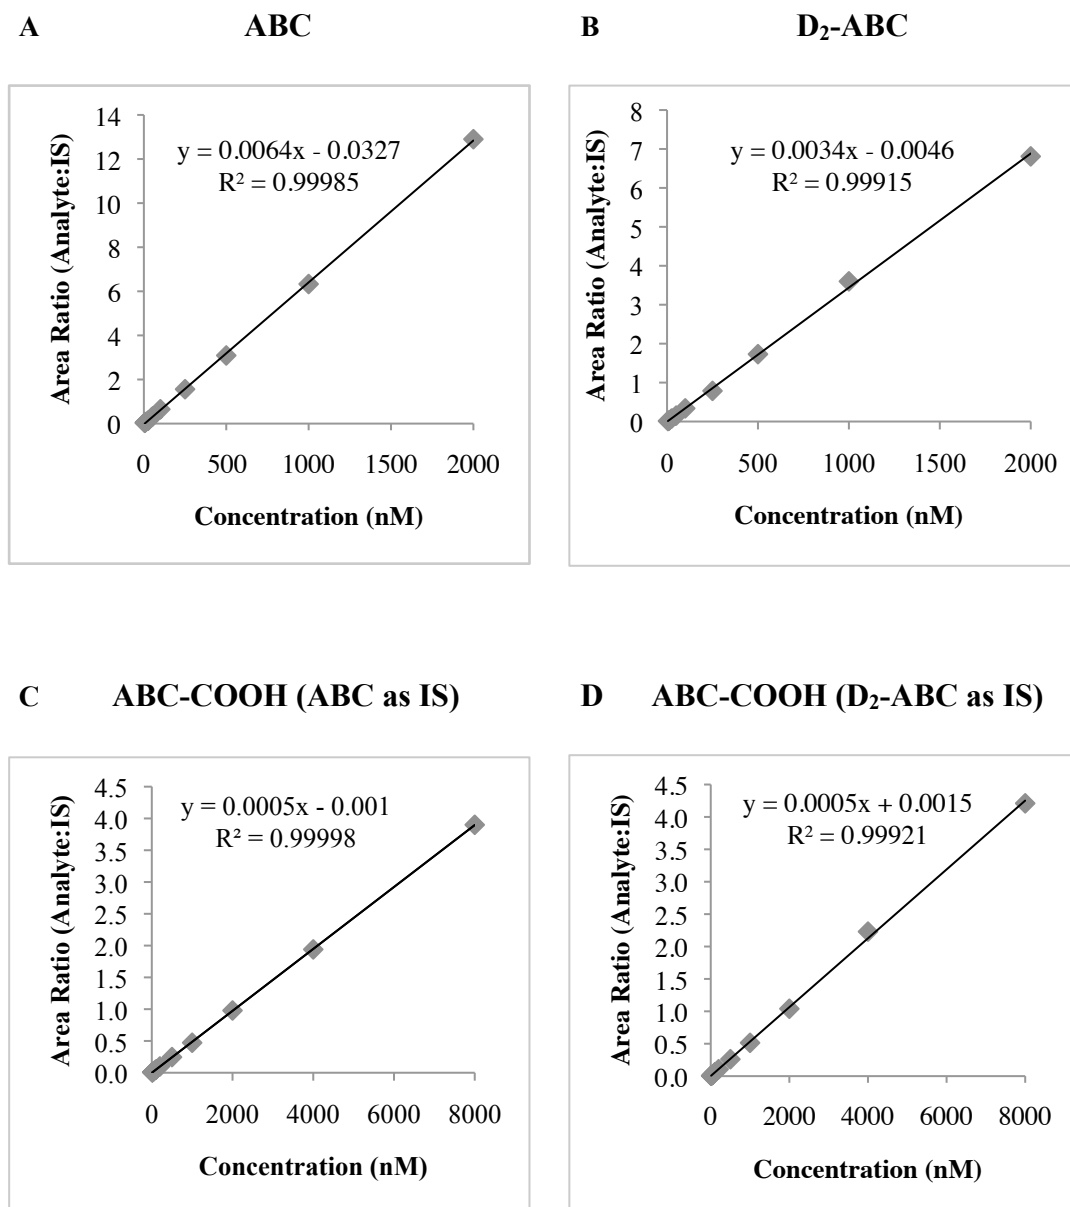 A ABC
14
12
10
8
6
4
2
0
Area Ratio (Analyte:IS)
y = 0.0064x - 0.0327
R² = 0.99985
0 500 1000 1500 2000
Concentration (nM)
B D₂-ABC
8
7
6
5
4
3
2
1
0
Area Ratio (Analyte:IS)
y = 0.0034x - 0.0046
R² = 0.99915
0 500 1000 1500 2000
Concentration (nM)
C ABC-COOH (ABC as IS)
4.5
4.0
3.5
3.0
2.5
2.0
1.5
1.0
0.5
0.0
Area Ratio (Analyte:IS)
y = 0.0005x - 0.001
R² = 0.99998
0 2000 4000 6000 8000
Concentration (nM)
D ABC-COOH (D₂-ABC as IS)
4.5
4.0
3.5
3.0
2.5
2.0
1.5
1.0
0.5
0.0
Area Ratio (Analyte:IS)
y = 0.0005x + 0.0015
R² = 0.99921
0 2000 4000 6000 8000
Concentration (nM)